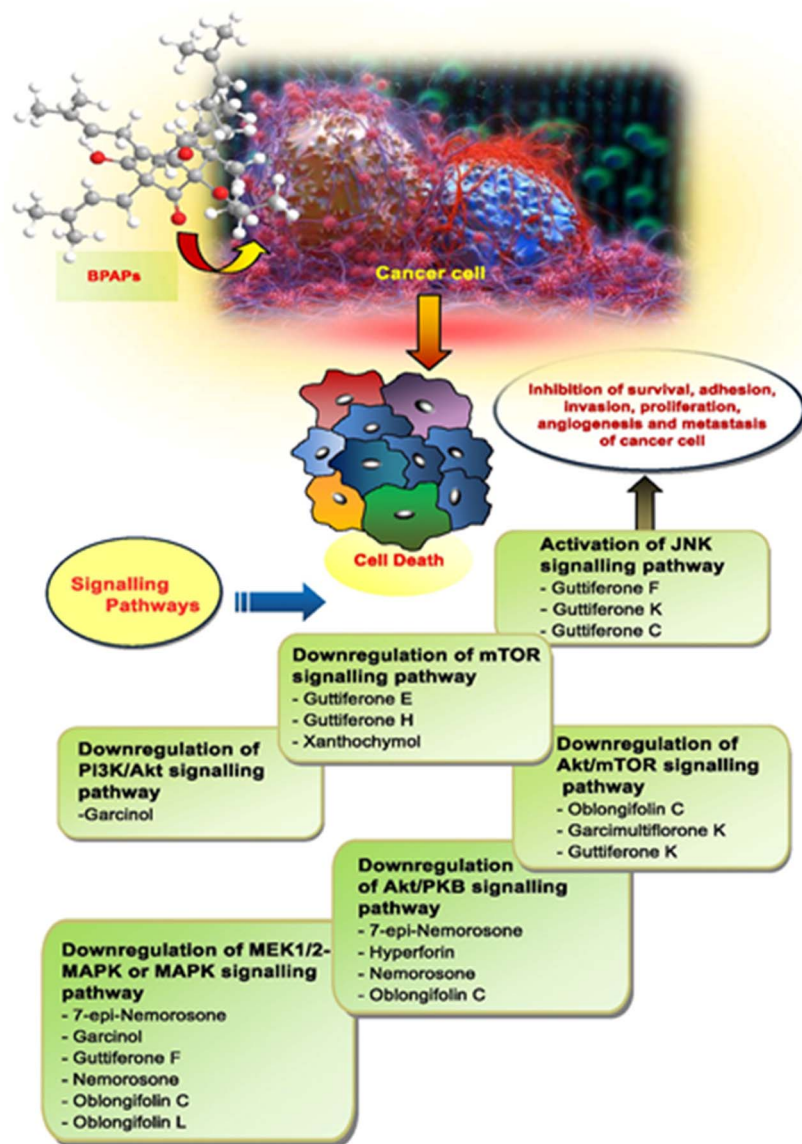 BPAPs
Cancer cell
Inhibition of survival, adhesion,
invasion, proliferation,
angiogenesis and metastasis
of cancer cell
Cell Death
Signalling
Pathways
Activation of JNK
signalling pathway
- Guttiferone F
- Guttiferone K
- Guttiferone C
Downregulation of mTOR
signalling pathway
- Guttiferone E
- Guttiferone H
- Xanthochymol
Downregulation of
PI3K/Akt signalling
pathway
-Garcinol
Downregulation of
Akt/mTOR signalling
pathway
- Oblongifolin C
- Garcimultiflorone K
- Guttiferone K
Downregulation
of Akt/PKB signalling
pathway
- 7-epi-Nemorosone
- Hyperforin
- Nemorosone
- Oblongifolin C
Downregulation of MEK1/2-
MAPK or MAPK signalling
pathway
- 7-epi-Nemorosone
- Garcinol
- Guttiferone F
- Nemorosone
- Oblongifolin C
- Oblongifolin L